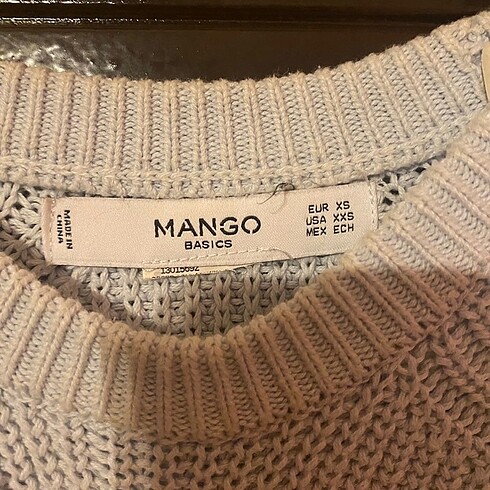 MADE IN
CHINA
MANGO
BASICS
EUR XS
USA XXS
MEX ECH
13015692